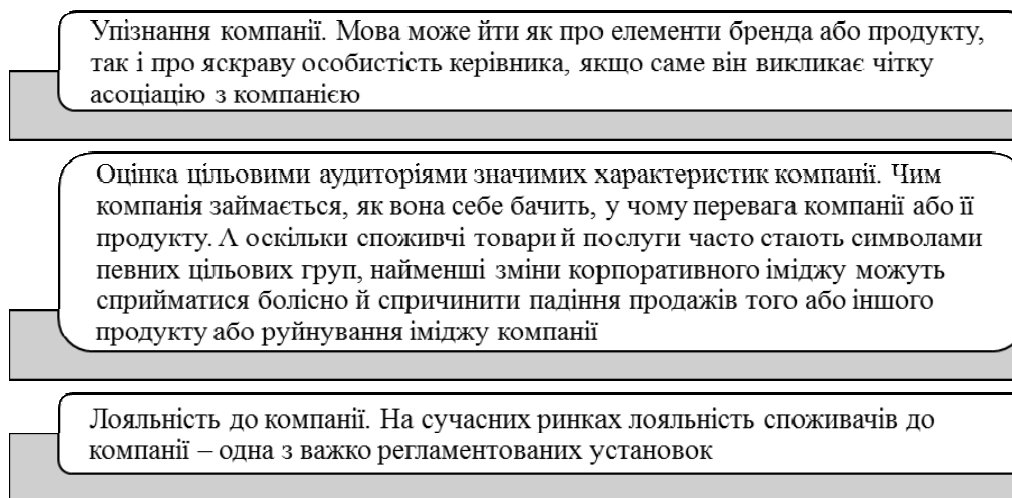 Упізнання компанії. Мова може йти як про елементи бренда або продукту,
так і про яскраву особистість керівника, якщо саме він викликає чітку
асоціацію з компанією
Оцінка цільовими аудиторіями значимих характеристик компанії. Чим
компанія займається, як вона себе бачить, у чому перевага компанії або її
продукту. А оскільки споживчі товари й послуги часто стають символами
певних цільових груп, найменші зміни корпоративного іміджу можуть
сприйматися болісно й спричинити падіння продажів того або іншого
продукту або руйнування іміджу компанії
Лояльність до компанії. На сучасних ринках лояльність споживачів до
компанії – одна з важко регламентованих установок